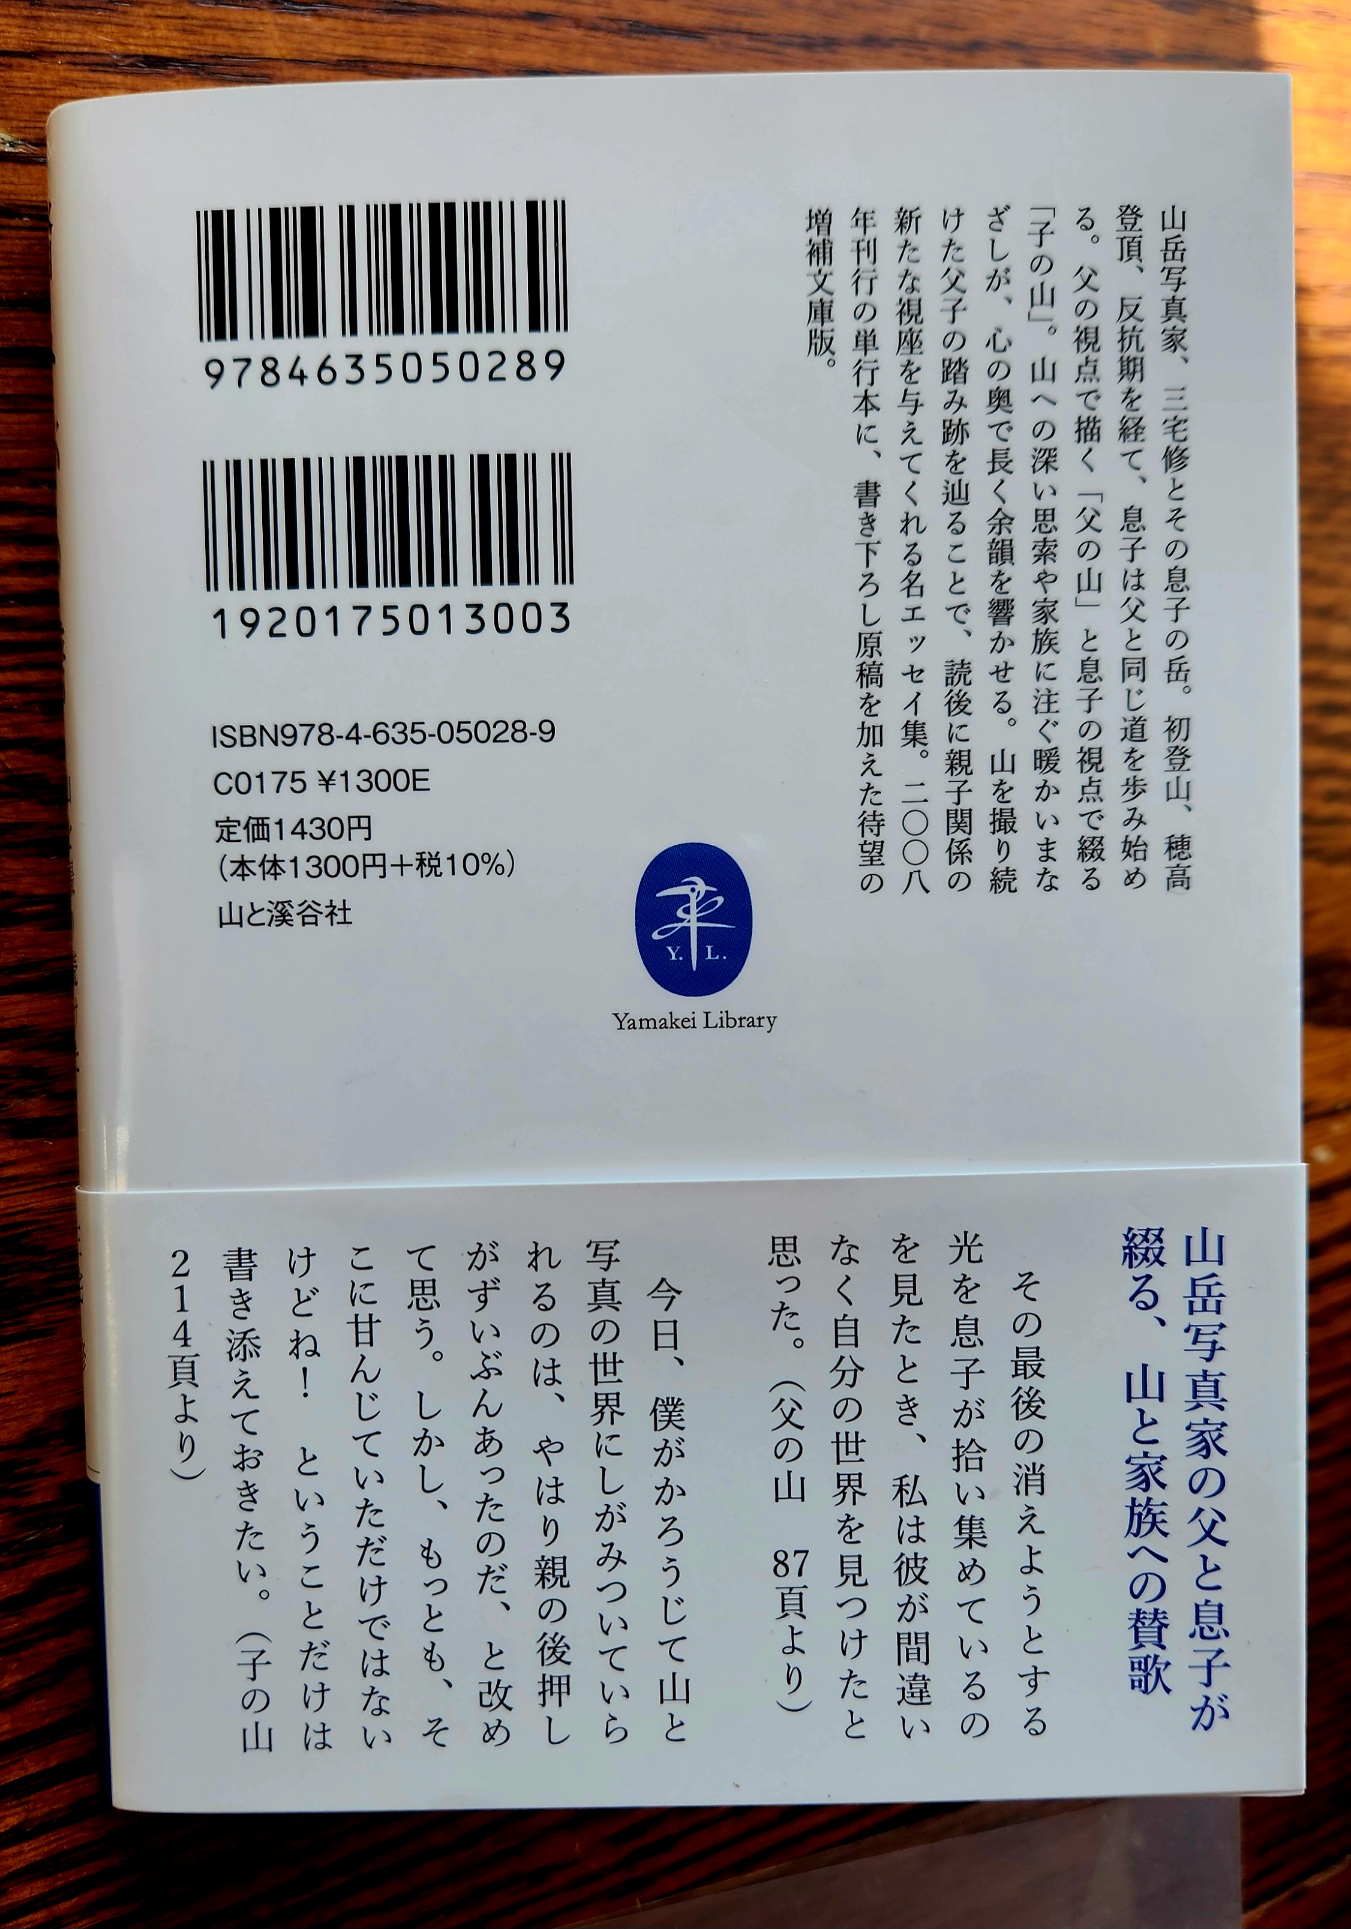 山岳写真家、三宅修とその息子の岳。初登山、穂高
登頂、反抗期を経て、息子は父と同じ道を歩み始め
る。父の視点で描く「父の山」と息子の視点で綴る
「子の山」。山への深い思索や家族に注ぐ暖かいまな
ざしが、心の奥で長く余韻を響かせる。山を撮り続
けた父子の踏み跡を辿ることで、読後に親子関係の
新たな視座を与えてくれる名エッセイ集。二〇〇八
年刊行の単行本に、書き下ろし原稿を加えた待望の
増補文庫版。
9784635050289
1920175013003
ISBN978-4-635-05028-9
C0175 ¥1300E
定価1430円
（本体1300円＋税10%）
山と溪谷社
Y. L.
Yamakei Library
山岳写真家の父と息子が
綴る、山と家族への賛歌
その最後の消えようとする
光を息子が拾い集めているの
を見たとき、私は彼が間違い
なく自分の世界を見つけたと
思った。（父の山　87頁より）
今日、僕がかろうじて山と
写真の世界にしがみついていら
れるのは、やはり親の後押し
がずいぶんあったのだ、と改め
て思う。しかし、もっとも、そ
こに甘んじていただけではない
けどね！　ということだけは
書き添えておきたい。（子の山
214頁より）